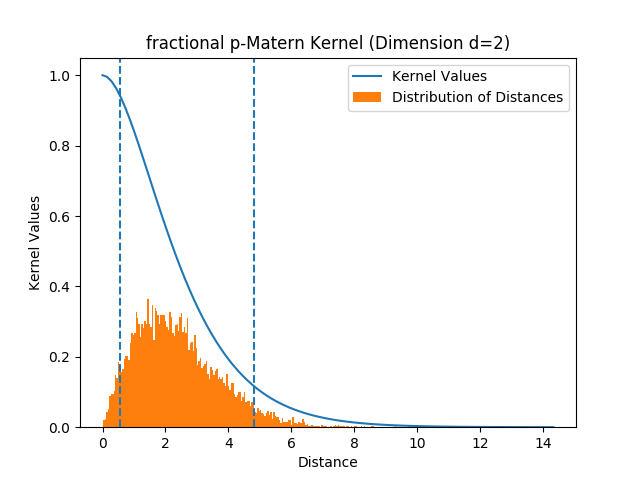 fractional p-Matern Kernel (Dimension d=2)
Kernel Values
Distribution of Distances
Kernel Values
1.0
0.8
0.6
0.4
0.2
0.0
0 2 4 6 8 10 12 14
Distance